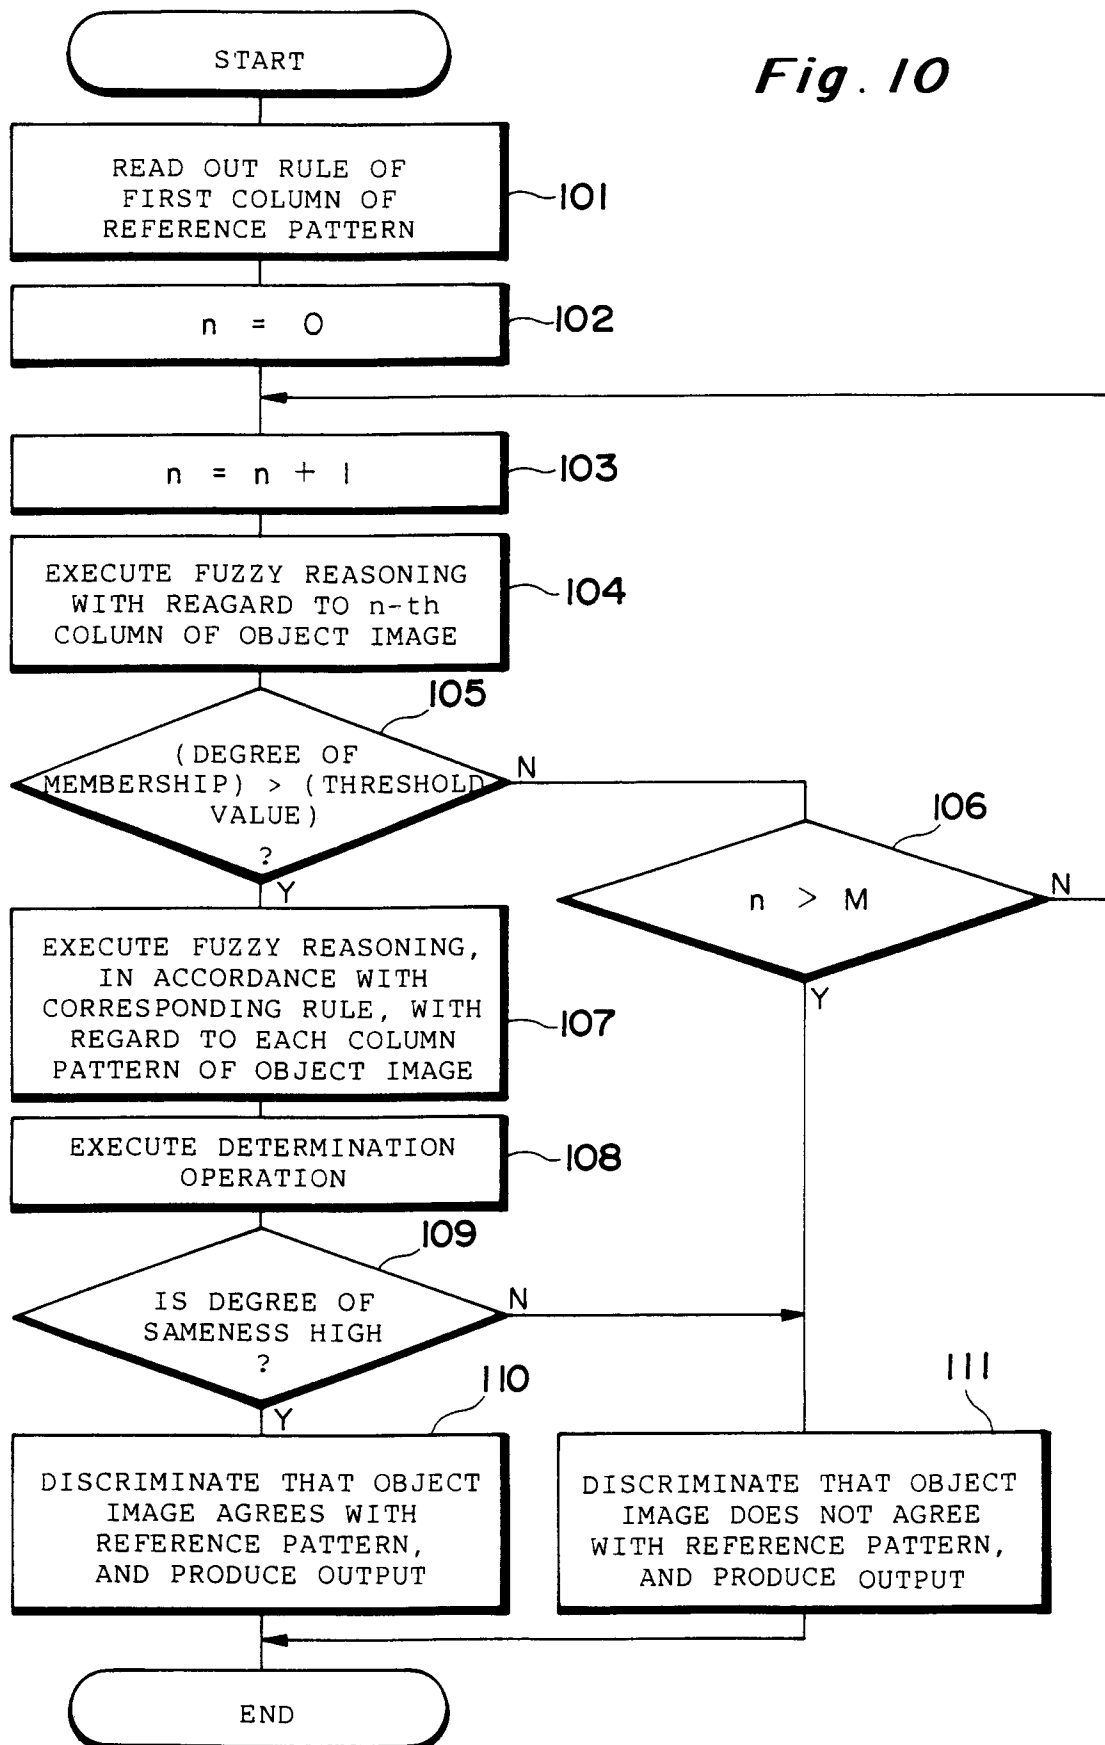 START
Fig. 10
READ OUT RULE OF
FIRST COLUMN OF
REFERENCE PATTERN
101
n = 0
102
n = n + 1
103
EXECUTE FUZZY REASONING
WITH REAGARD TO n-th
COLUMN OF OBJECT IMAGE
104
105
(DEGREE OF
MEMBERSHIP) > (THRESHOLD
VALUE)
?
N
Y
106
n > M
N
Y
EXECUTE FUZZY REASONING,
IN ACCORDANCE WITH
CORRESPONDING RULE, WITH
REGARD TO EACH COLUMN
PATTERN OF OBJECT IMAGE
107
EXECUTE DETERMINATION
OPERATION
108
109
IS DEGREE OF
SAMENESS HIGH
?
N
Y
110
DISCRIMINATE THAT OBJECT
IMAGE AGREES WITH
REFERENCE PATTERN,
AND PRODUCE OUTPUT
111
DISCRIMINATE THAT OBJECT
IMAGE DOES NOT AGREE
WITH REFERENCE PATTERN,
AND PRODUCE OUTPUT
END